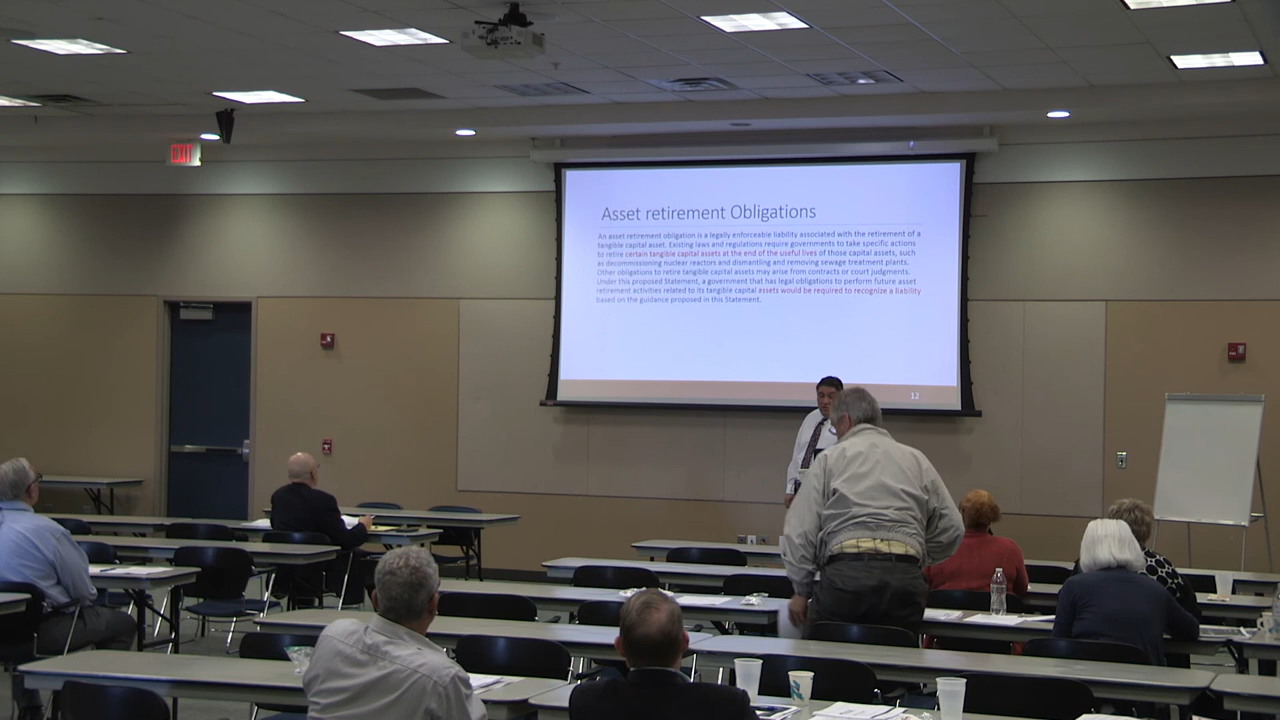 EXIT
Asset retirement Obligations
An asset retirement obligation is a legally enforceable liability associated with the retirement of a
tangible capital asset. Existing laws and regulations require governments to take specific actions
to retire certain tangible capital assets at the end of the useful lives of those capital assets, such
as decommissioning nuclear reactors and dismantling and removing sewage treatment plants.
Other obligations to retire tangible capital assets may arise from contracts or court judgments.
Under this proposed Statement, a government that has legal obligations to perform future asset
retirement activities related to its tangible capital assets would be required to recognize a liability
based on the guidance proposed in this Statement.
12